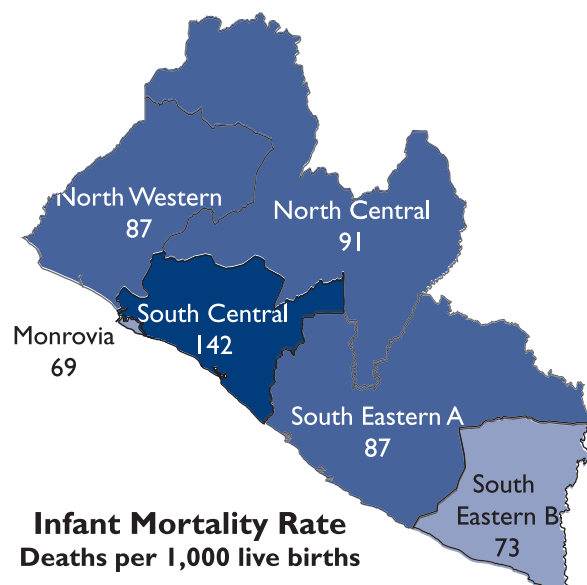 North Western
87
North Central
91
South Central
142
Monrovia
69
South Eastern A
87
South
Eastern B
73
Infant Mortality Rate
Deaths per 1,000 live births